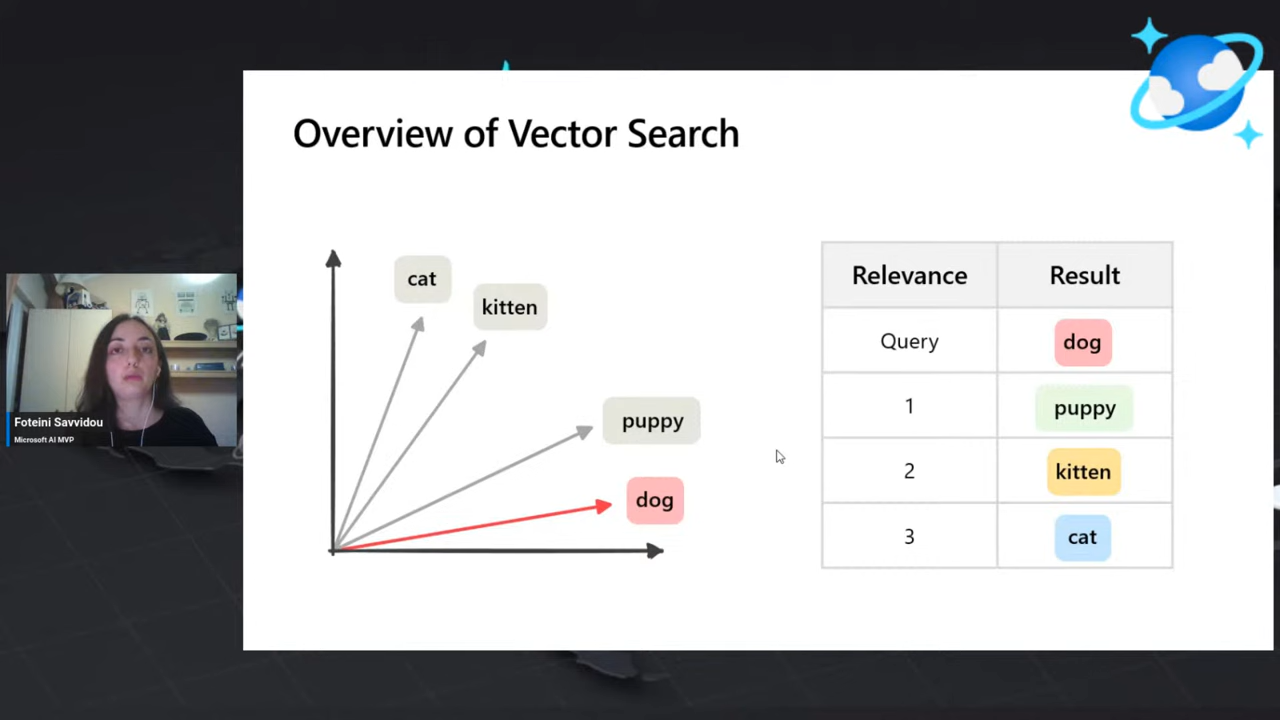 Overview of Vector Search
cat
kitten
puppy
dog
Relevance Result
Query dog
1 puppy
2 kitten
3 cat
Foteini Savvidou
Microsoft AI MVP